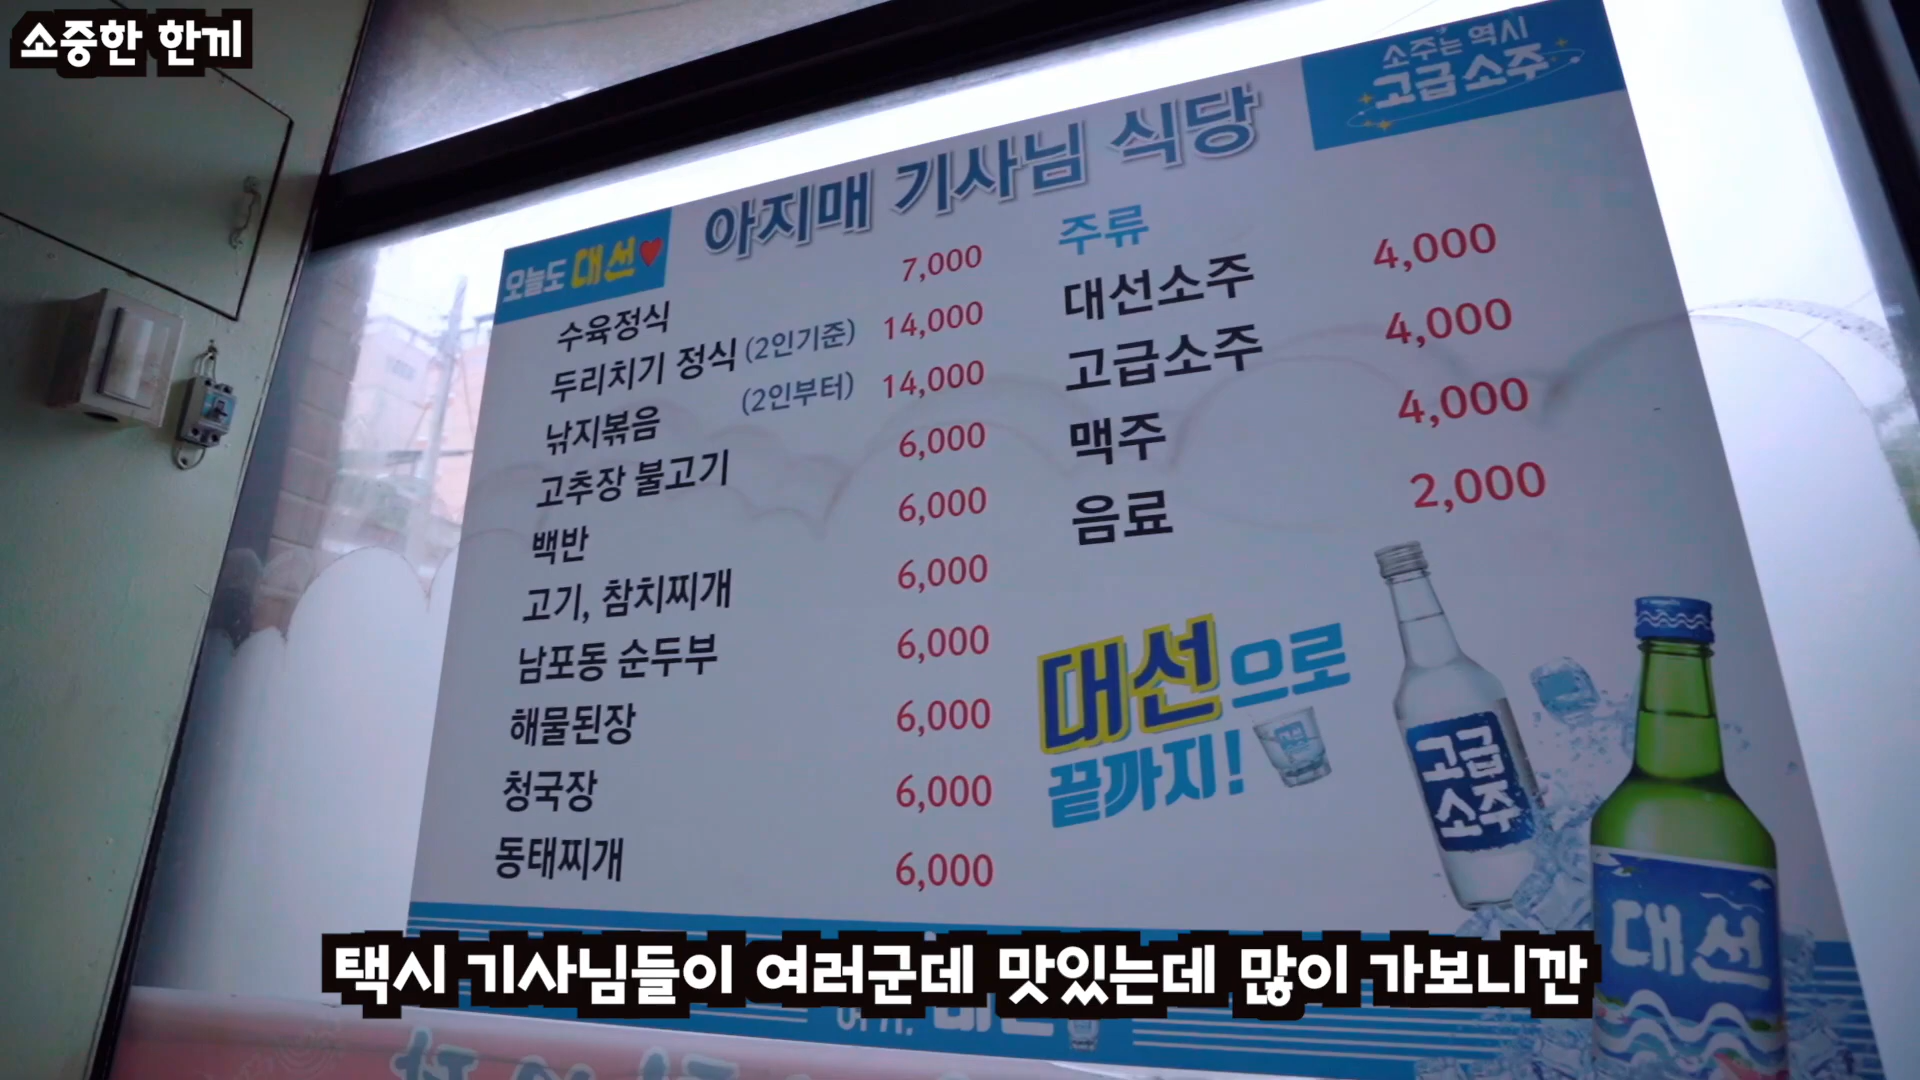 소중한 한끼
소주는 역시
고급소주
오늘도 대선
아지매 기사님 식당
수육정식 7,000
두리치기 정식 (2인기준) 14,000
낚지볶음 (2인부터) 14,000
고추장 불고기 6,000
백반 6,000
고기, 참치찌개 6,000
남포동 순두부 6,000
해물된장 6,000
청국장 6,000
동태찌개 6,000
주류
대선소주 4,000
고급소주 4,000
맥주 4,000
음료 2,000
대선으로
끝까지!
고급
소주
대선
택시 기사님들이 여러군데 맛있는데 많이 가보니깐